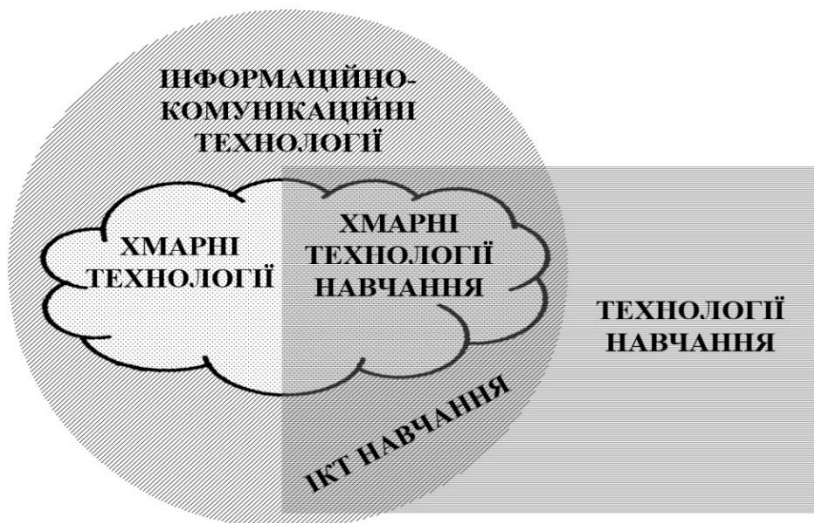 ІНФОРМАЦІЙНО-
КОМУНІКАЦІЙНІ
ТЕХНОЛОГІЇ
ХМАРНІ
ТЕХНОЛОГІЇ
ХМАРНІ
ТЕХНОЛОГІЇ
НАВЧАННЯ
ТЕХНОЛОГІЇ
НАВЧАННЯ
ІКТ НАВЧАННЯ